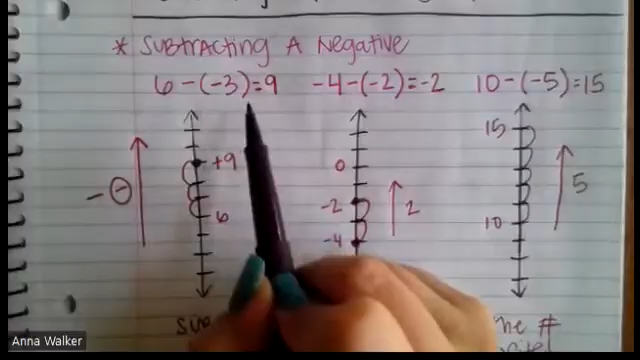 * SUBTRACTING A NEGATIVE
6 - (-3) = 9   -4 - (-2) = -2   10 - (-5) = 15
15
+9 0
- ⊖ 5
6 -2 2
10
-4
THE #
Anna Walker